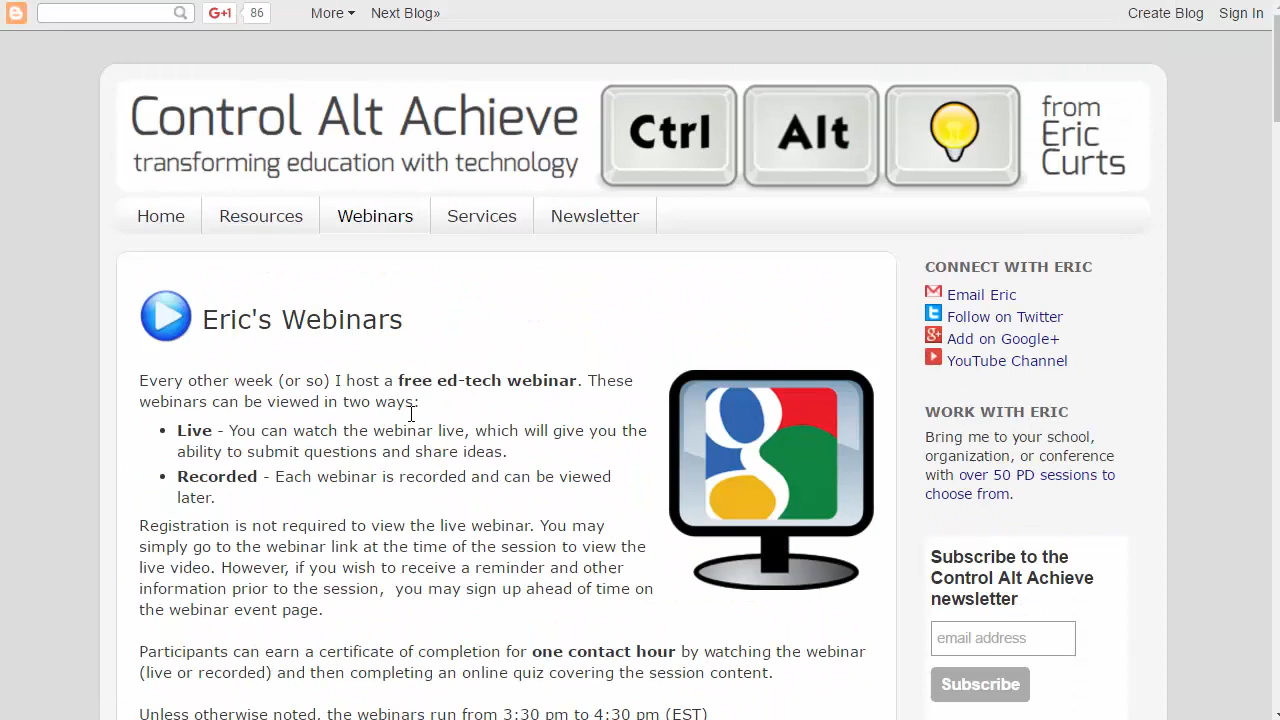 G+1 86 More Next Blog» Create Blog Sign In
Control Alt Achieve
transforming education with technology
Ctrl
Alt
from
Eric
Curts
Home Resources Webinars Services Newsletter
Eric's Webinars
Every other week (or so) I host a free ed-tech webinar. These
webinars can be viewed in two ways:
• Live - You can watch the webinar live, which will give you the
ability to submit questions and share ideas.
• Recorded - Each webinar is recorded and can be viewed
later.
Registration is not required to view the live webinar. You may
simply go to the webinar link at the time of the session to view the
live video. However, if you wish to receive a reminder and other
information prior to the session, you may sign up ahead of time on
the webinar event page.
Participants can earn a certificate of completion for one contact hour by watching the webinar
(live or recorded) and then completing an online quiz covering the session content.
Unless otherwise noted, the webinars run from 3:30 pm to 4:30 pm (EST)
CONNECT WITH ERIC
Email Eric
Follow on Twitter
Add on Google+
YouTube Channel
WORK WITH ERIC
Bring me to your school,
organization, or conference
with over 50 PD sessions to
choose from.
Subscribe to the
Control Alt Achieve
newsletter
email address
Subscribe